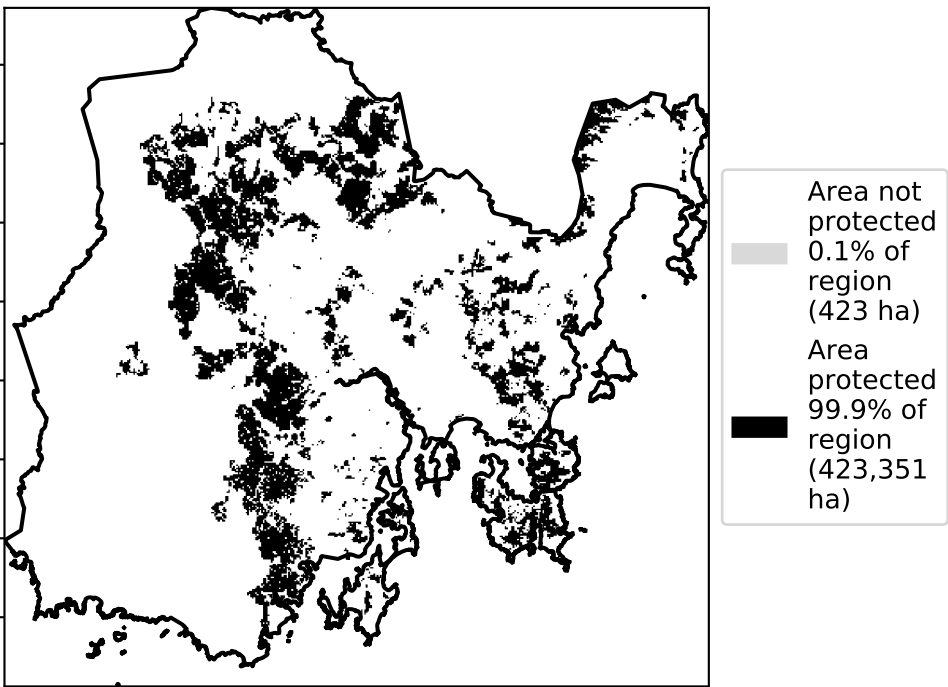 Area not
protected
0.1% of
region
(423 ha)
Area
protected
99.9% of
region
(423,351
ha)